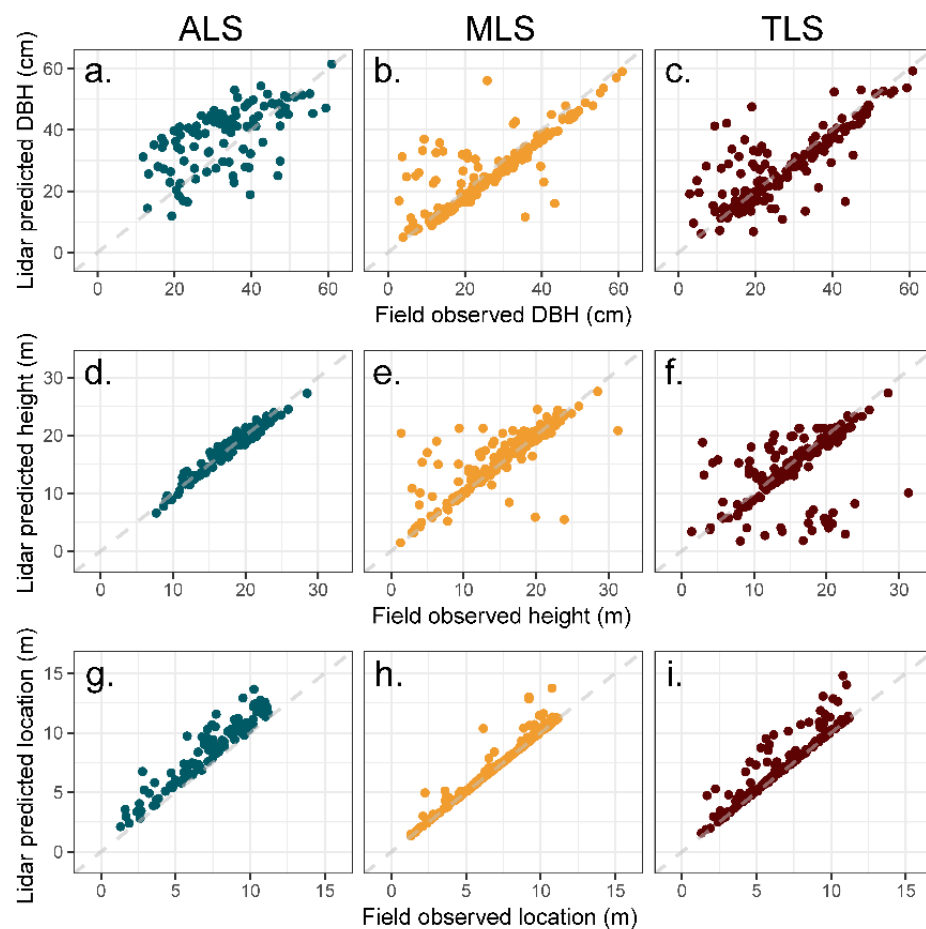 ALS MLS TLS
Lidar predicted DBH (cm)
60
40
20
0
a. b. c.
0 20 40 60 0 20 40 60 0 20 40 60
Field observed DBH (cm)
Lidar predicted height (m)
30
20
10
0
d. e. f.
0 10 20 30 0 10 20 30 0 10 20 30
Field observed height (m)
Lidar predicted location (m)
15
10
5
0
g. h. i.
0 5 10 15 0 5 10 15 0 5 10 15
Field observed location (m)